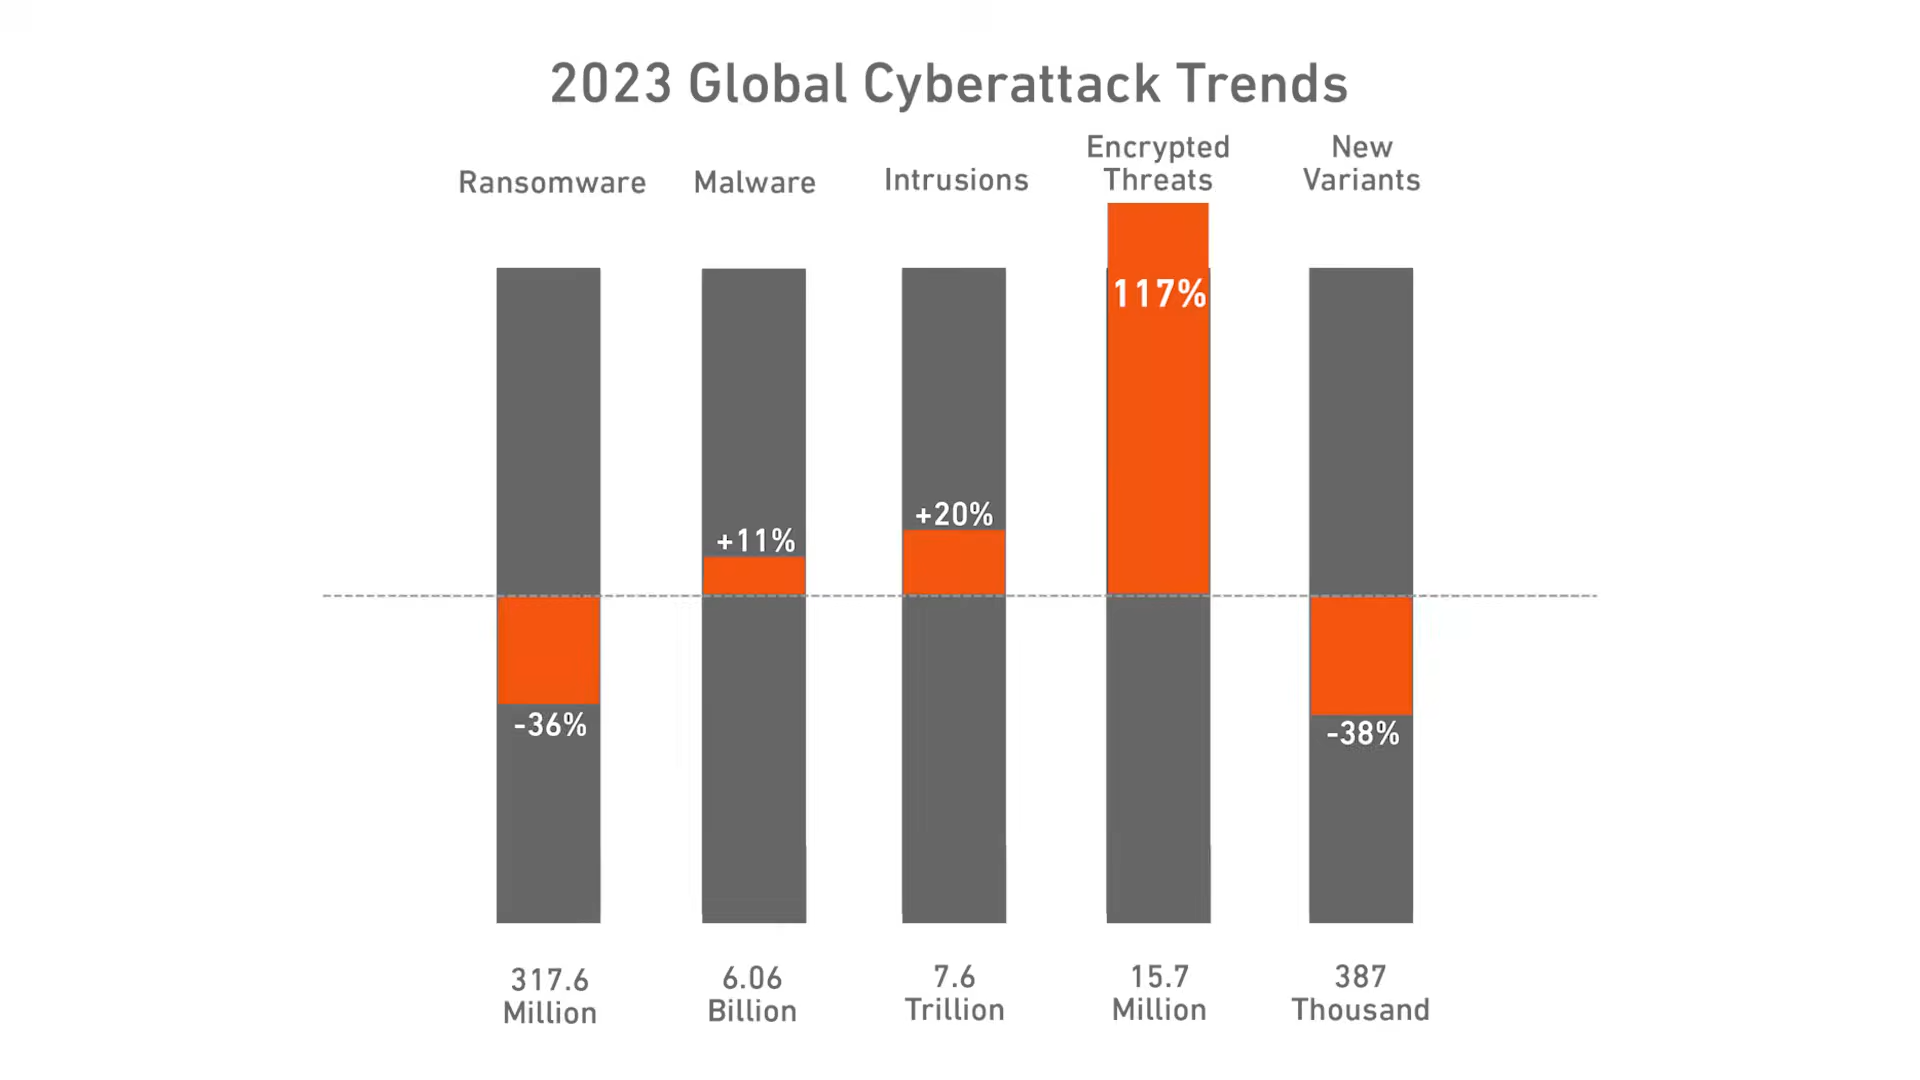 2023 Global Cyberattack Trends
Ransomware
Malware
Intrusions
Encrypted
Threats
New
Variants
117%
+11%
+20%
-36%
-38%
317.6
Million
6.06
Billion
7.6
Trillion
15.7
Million
387
Thousand